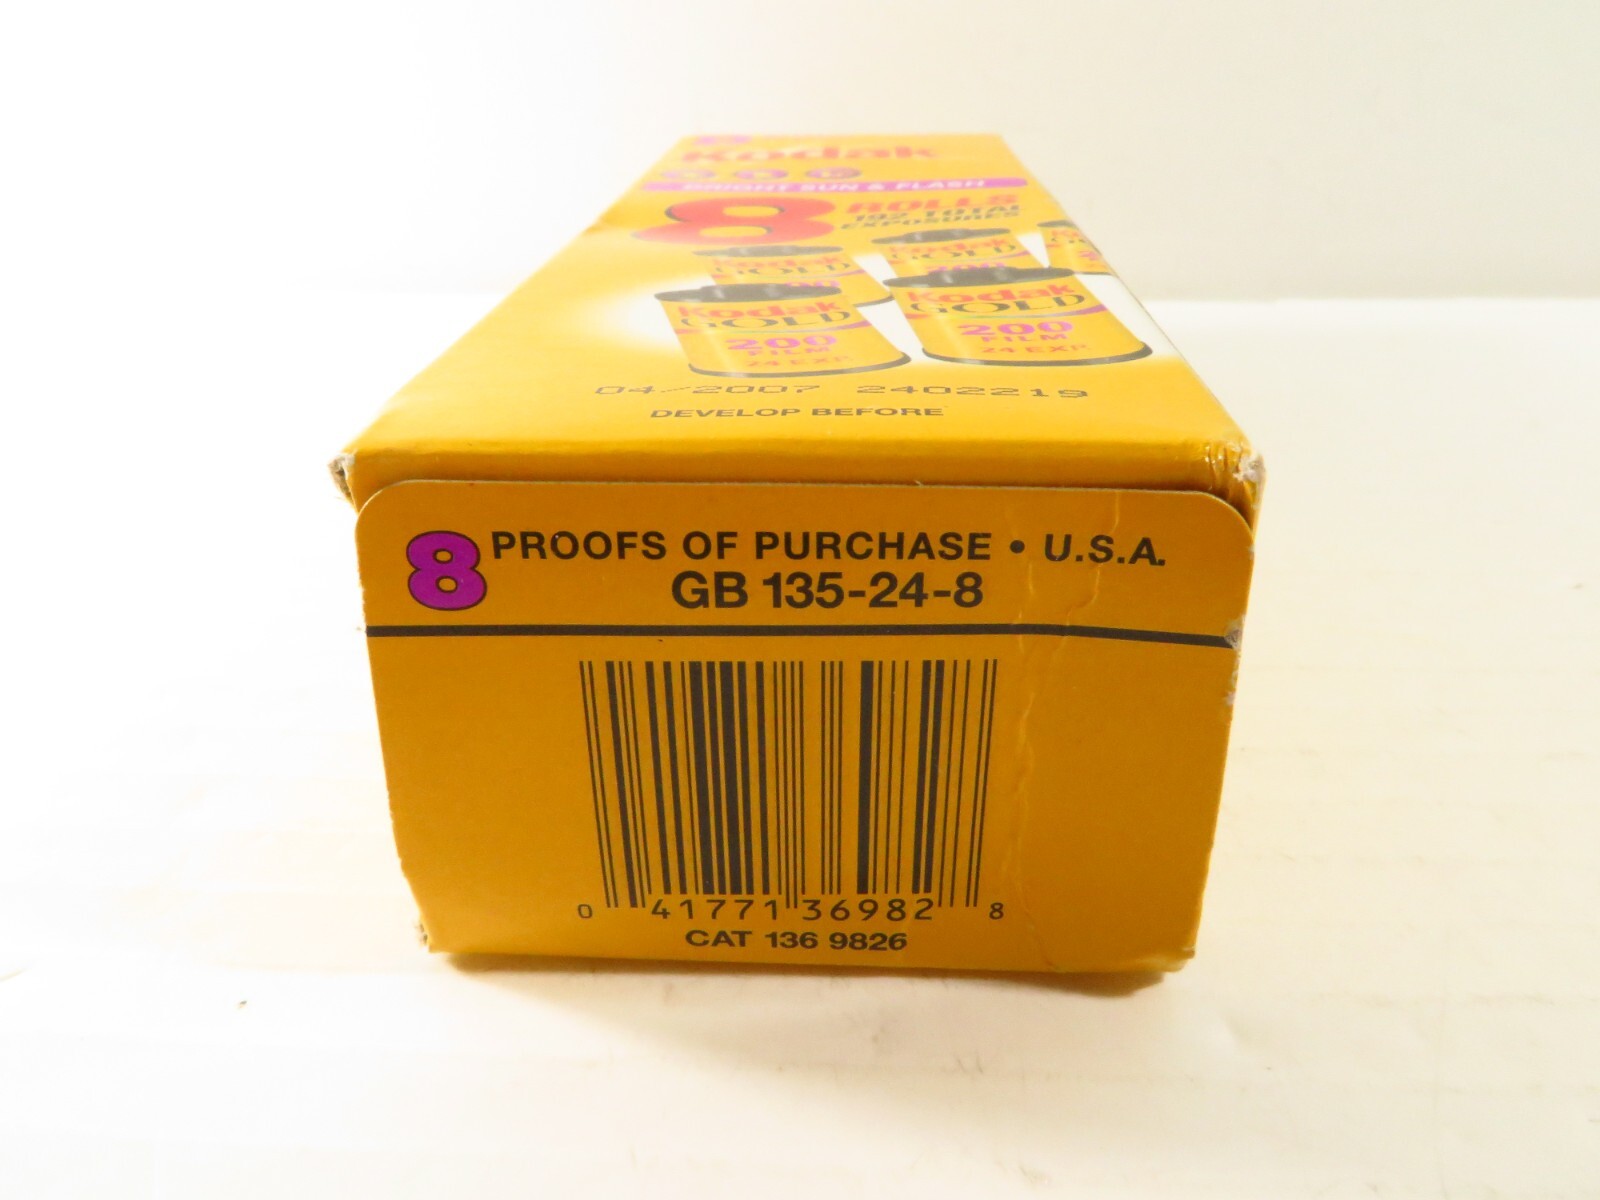 Kodak
BRIGHT SUN & FLASH
8 ROLLS
192 TOTAL
EXPOSURES
Kodak
GOLD
Kodak
GOLD
200
Kodak
GOLD
200
FILM
24 EXP.
Kodak
GOLD
200
FILM
24 EXP.
04-2007 2402219
DEVELOP BEFORE
8 PROOFS OF PURCHASE • U.S.A.
GB 135-24-8
0 41771 36982 8
CAT 136 9826